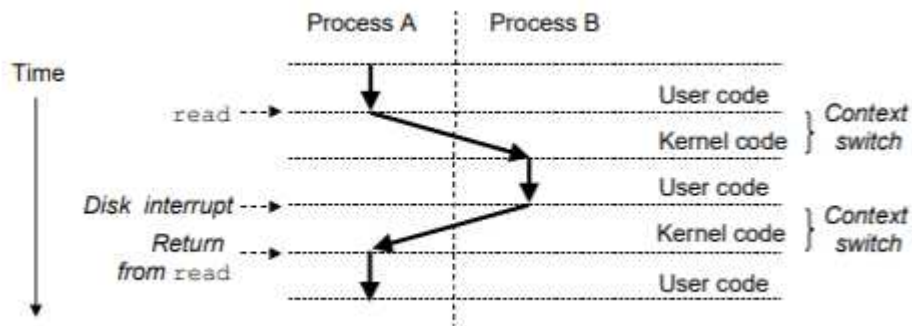 Process A Process B
Time
User code
read
Kernel code
Context
switch
User code
Disk interrupt
Kernel code
Context
switch
Return
from read
User code